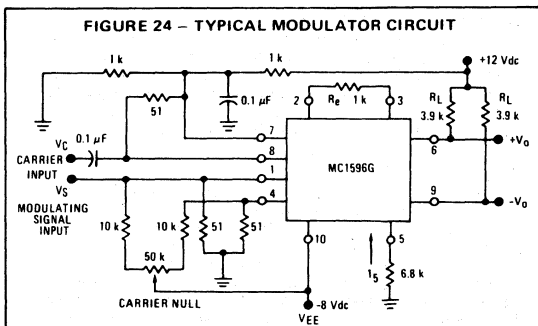 FIGURE 24 – TYPICAL MODULATOR CIRCUIT
+12 Vdc
1 k
1 k
Re 1 k
RL
3.9 k
RL
3.9 k
0.1 µF
51
2
3
VC
0.1 µF
CARRIER
INPUT
VS
MODULATING
SIGNAL
INPUT
7
8
1
4
MC1596G
6
+Vo
9
-Vo
10 k
10 k
51
51
10
5
I5
6.8 k
50 k
CARRIER NULL
-8 Vdc
VEE